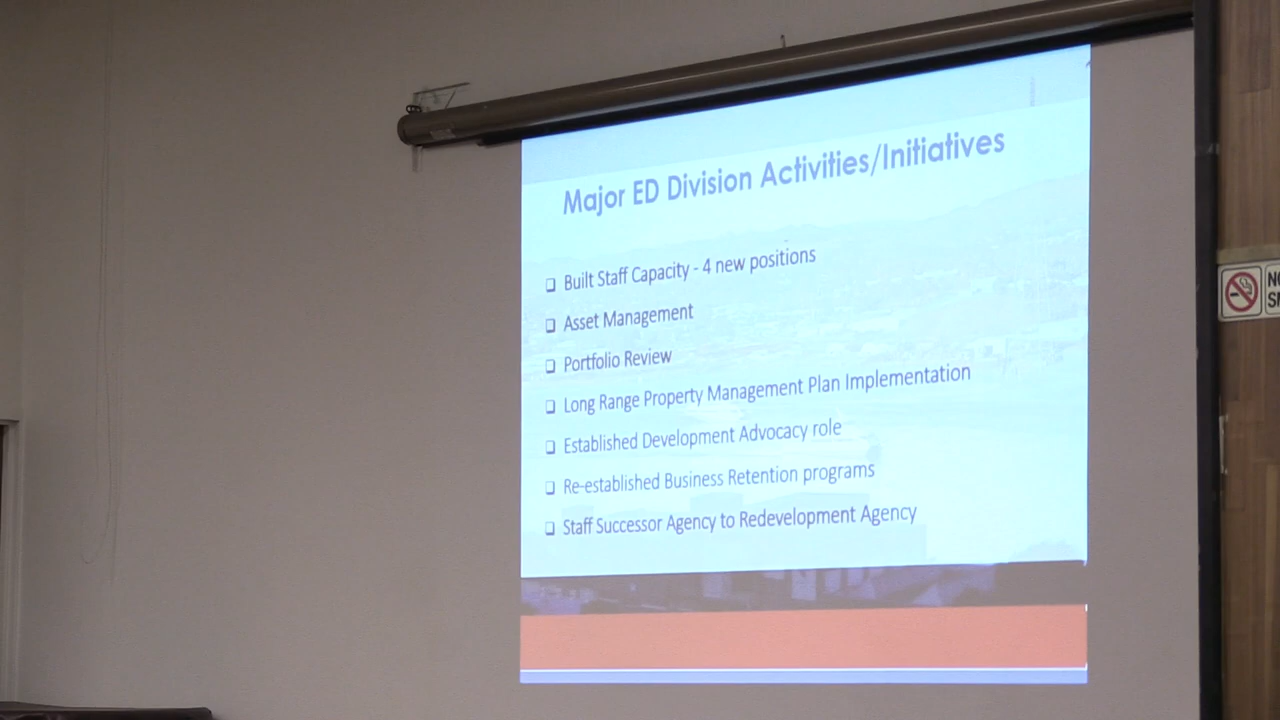 Major ED Division Activities/Initiatives
❑ Built Staff Capacity - 4 new positions
❑ Asset Management
❑ Portfolio Review
❑ Long Range Property Management Plan Implementation
❑ Established Development Advocacy role
❑ Re-established Business Retention programs
❑ Staff Successor Agency to Redevelopment Agency
NO